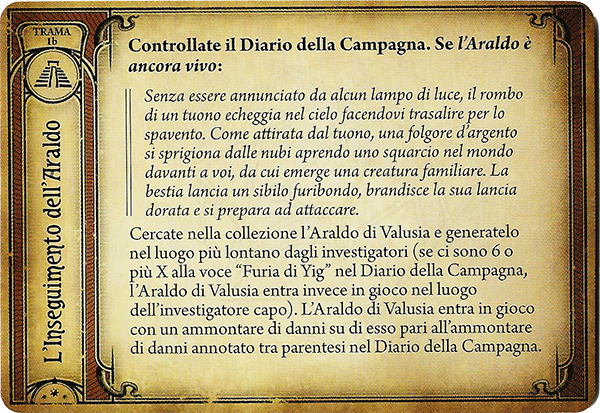 TRAMA
1b
L'Inseguimento dell'Araldo
Controllate il Diario della Campagna. Se l'Araldo è
ancora vivo:
Senza essere annunciato da alcun lampo di luce, il rombo
di un tuono echeggia nel cielo facendovi trasalire per lo
spavento. Come attirata dal tuono, una folgore d'argento
si sprigiona dalle nubi aprendo uno squarcio nel mondo
davanti a voi, da cui emerge una creatura familiare. La
bestia lancia un sibilo furibondo, brandisce la sua lancia
dorata e si prepara ad attaccare.
Cercate nella collezione l'Araldo di Valusia e generatelo
nel luogo più lontano dagli investigatori (se ci sono 6 o
più X alla voce “Furia di Yig” nel Diario della Campagna,
l'Araldo di Valusia entra invece in gioco nel luogo
dell'investigatore capo). L'Araldo di Valusia entra in gioco
con un ammontare di danni su di esso pari all'ammontare
di danni annotato tra parentesi nel Diario della Campagna.